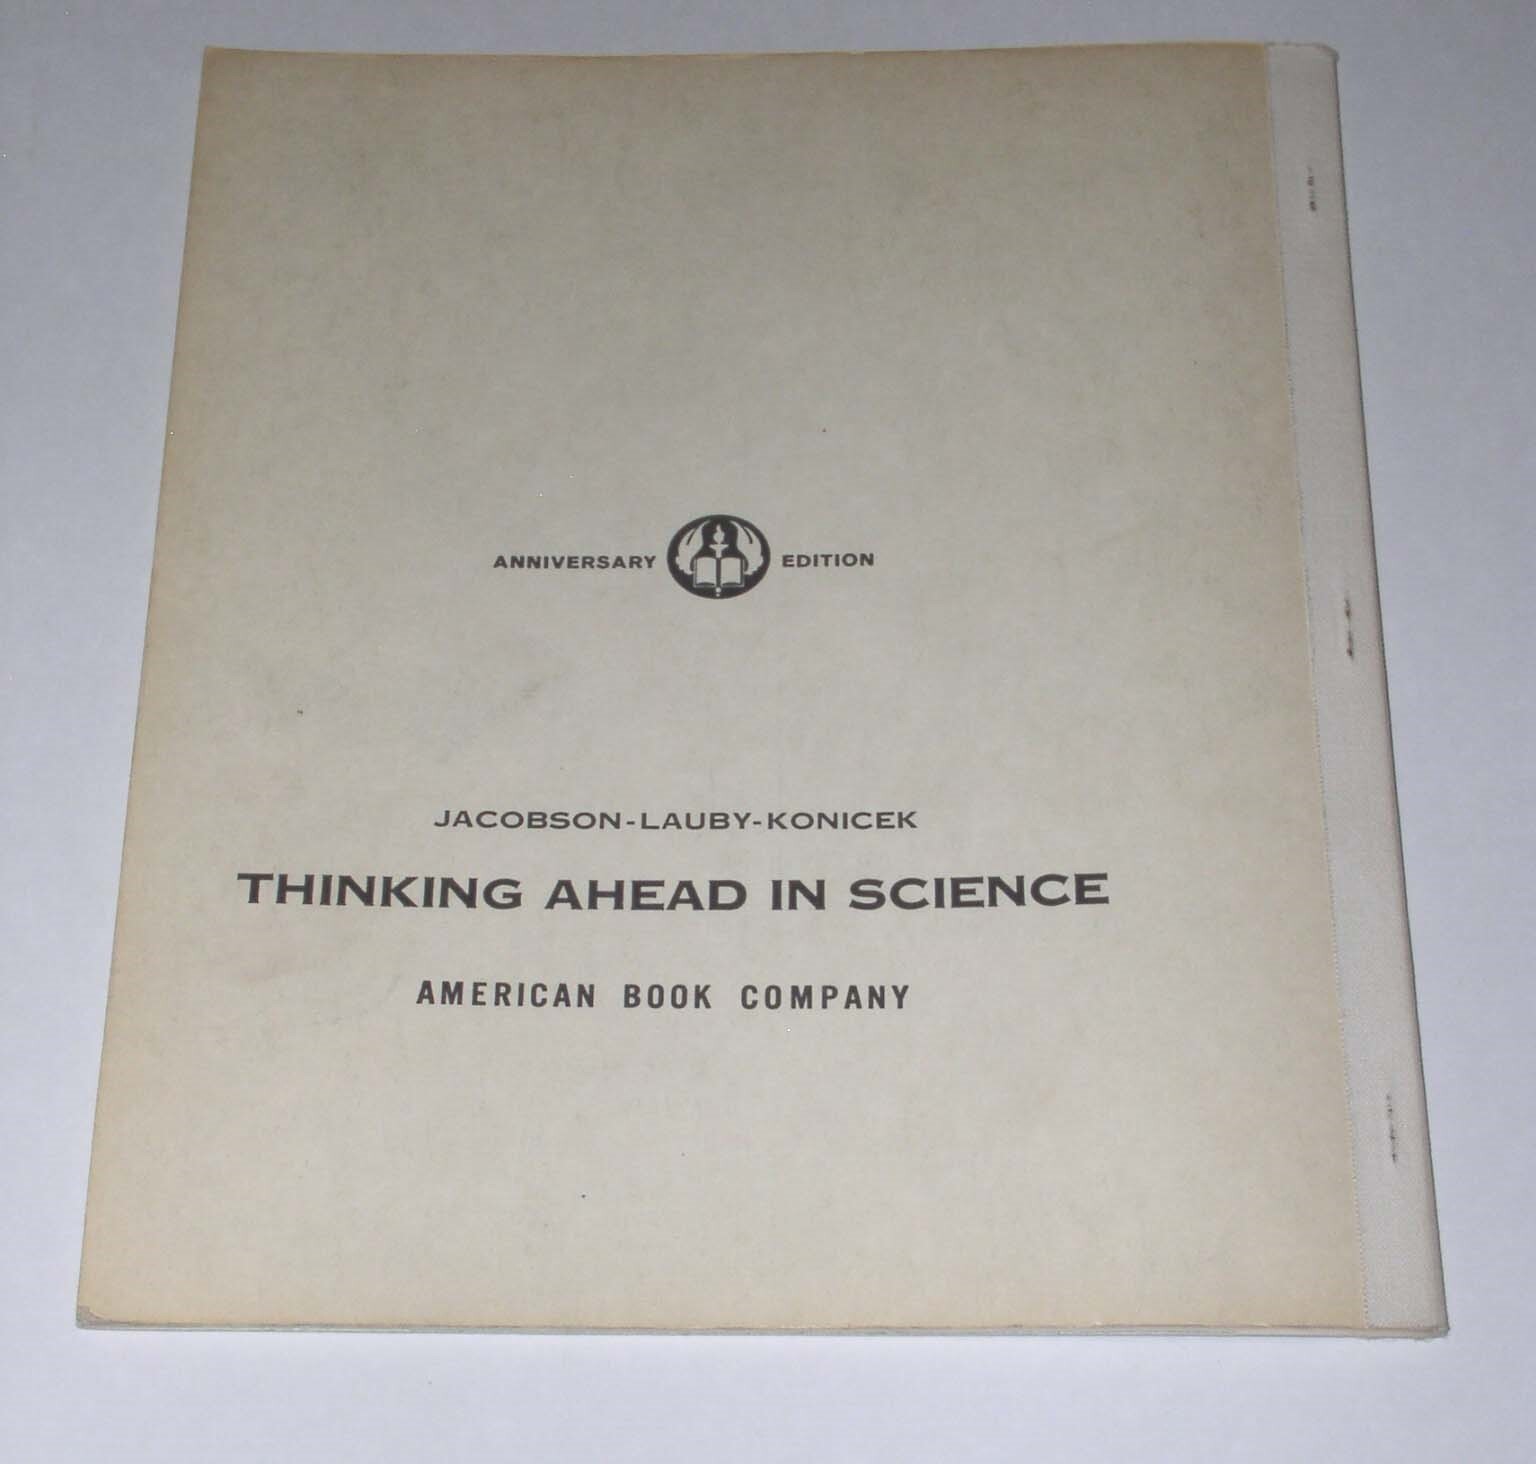 ANNIVERSARY EDITION
JACOBSON-LAUBY-KONICEK
THINKING AHEAD IN SCIENCE
AMERICAN BOOK COMPANY